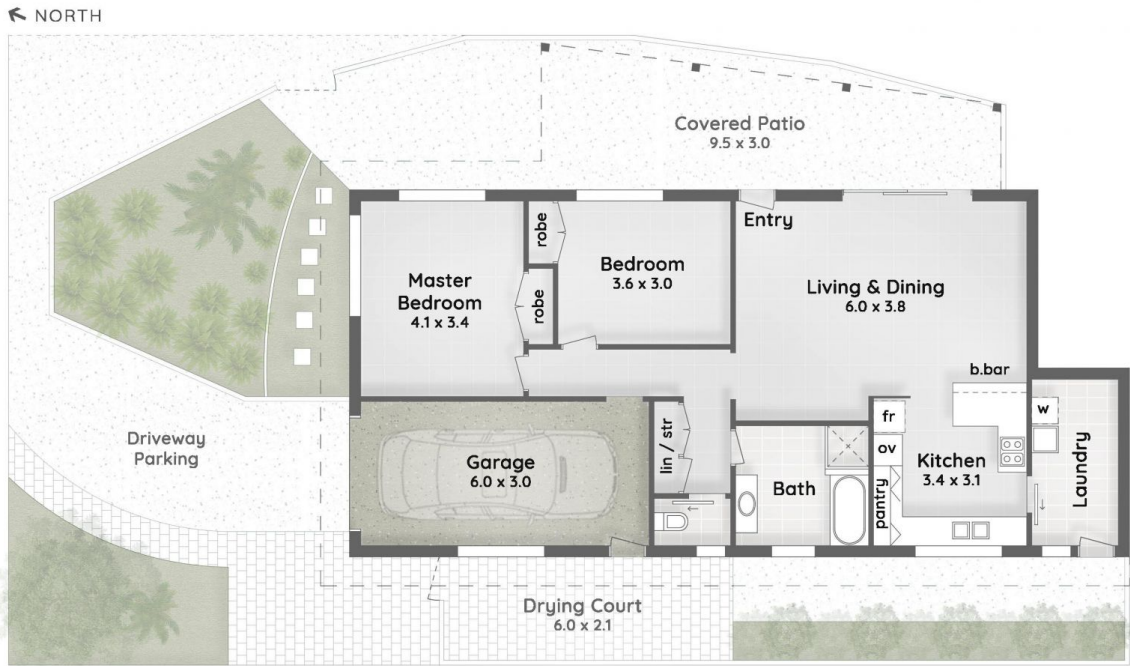 NORTH
Covered Patio
9.5 x 3.0
Entry
robe
Bedroom
3.6 x 3.0
Master
Bedroom
4.1 x 3.4
robe
Living & Dining
6.0 x 3.8
b.bar
fr
w
ov
lin / str
Driveway
Parking
Garage
6.0 x 3.0
Bath
Kitchen
3.4 x 3.1
pantry
Laundry
Drying Court
6.0 x 2.1